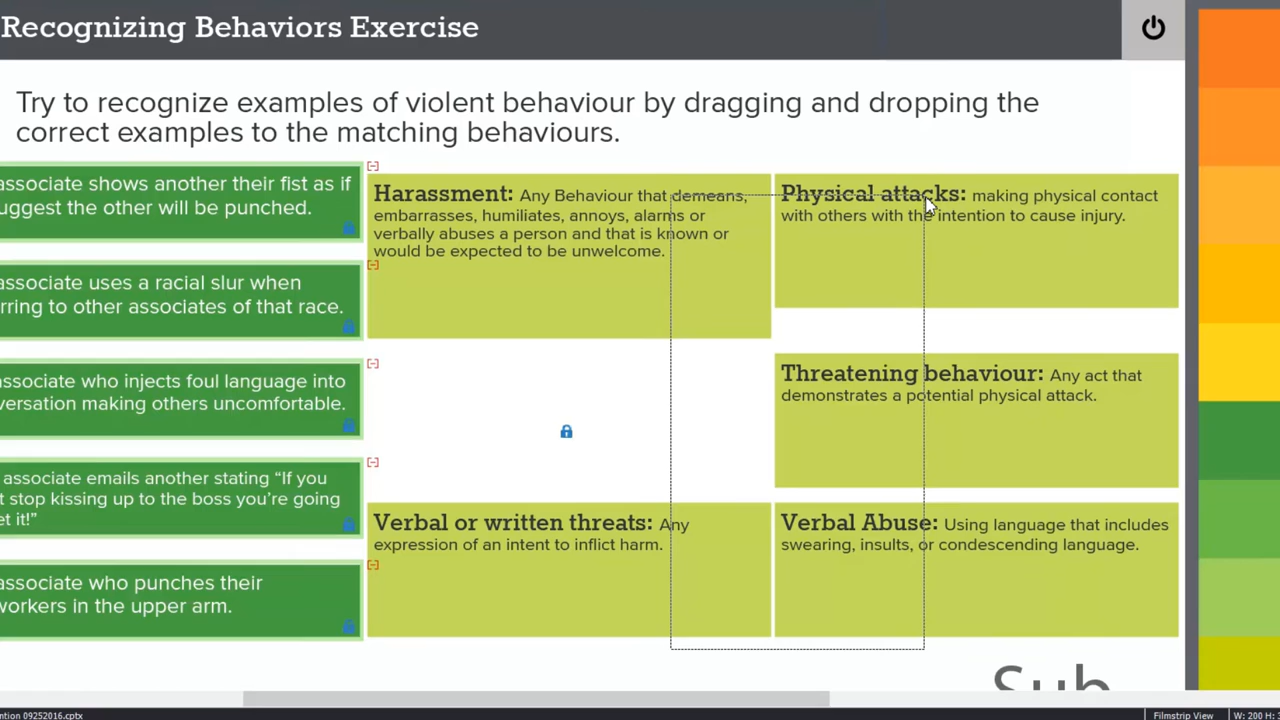 Recognizing Behaviors Exercise
Try to recognize examples of violent behaviour by dragging and dropping the
correct examples to the matching behaviours.
associate shows another their fist as if
uggest the other will be punched.
associate uses a racial slur when
rring to other associates of that race.
associate who injects foul language into
versation making others uncomfortable.
associate emails another stating “If you
t stop kissing up to the boss you’re going
et it!”
associate who punches their
workers in the upper arm.
Harassment: Any Behaviour that demeans,
embarrasses, humiliates, annoys, alarms or
verbally abuses a person and that is known or
would be expected to be unwelcome.
Physical attacks: making physical contact
with others with the intention to cause injury.
Threatening behaviour: Any act that
demonstrates a potential physical attack.
Verbal or written threats: Any
expression of an intent to inflict harm.
Verbal Abuse: Using language that includes
swearing, insults, or condescending language.
Sub
ntion 09252016.cptx
Filmstrip View
W: 200 H: